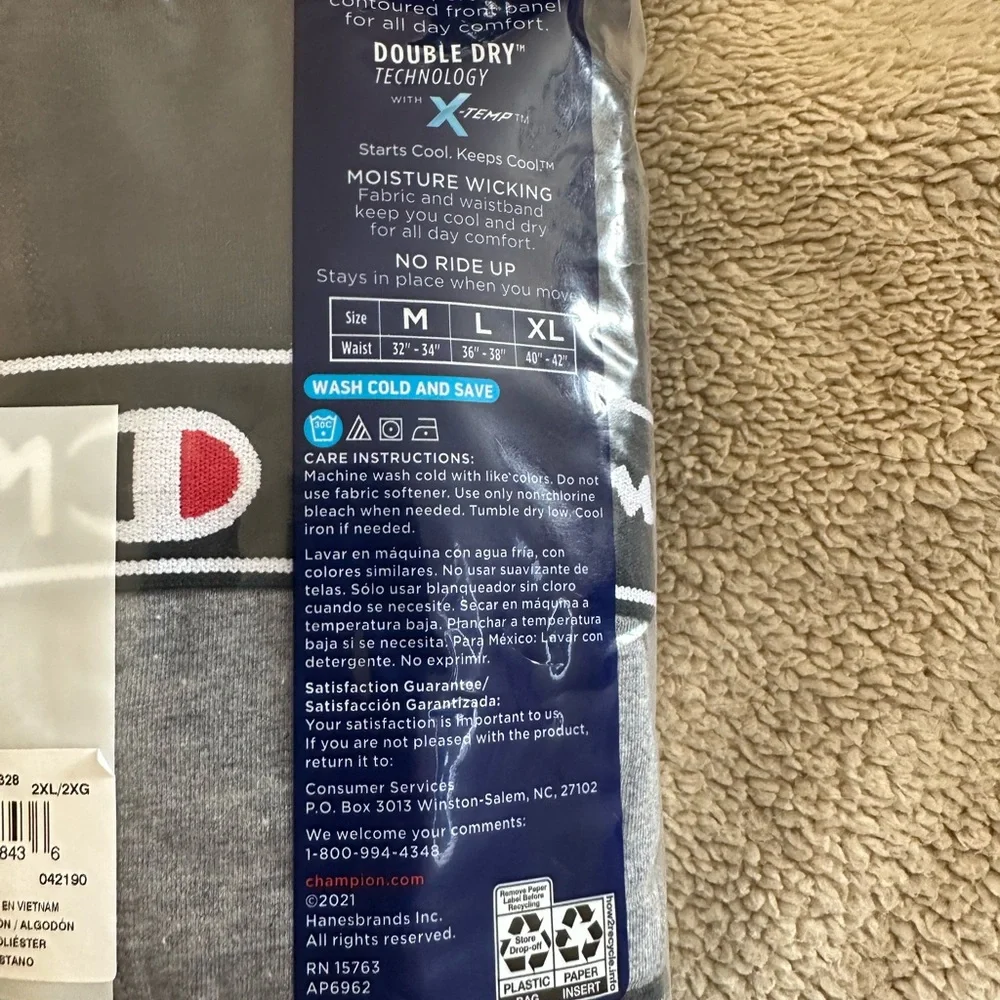 contoured front panel
for all day comfort.
DOUBLE DRY™
TECHNOLOGY
WITH X-TEMP™
Starts Cool. Keeps Cool™
MOISTURE WICKING
Fabric and waistband
keep you cool and dry
for all day comfort.
NO RIDE UP
Stays in place when you move
Size M L XL
Waist 32" - 34" 36" - 38" 40" - 42"
WASH COLD AND SAVE
30C
CARE INSTRUCTIONS:
Machine wash cold with like colors. Do not
use fabric softener. Use only non-chlorine
bleach when needed. Tumble dry low. Cool
iron if needed.
Lavar en máquina con agua fría, con
colores similares. No usar suavizante de
telas. Sólo usar blanqueador sin cloro
cuando se necesite. Secar en máquina a
temperatura baja. Planchar a temperatura
baja si se necesita. Para México: Lavar con
detergente. No exprimir.
Satisfaction Guarantee/
Satisfacción Garantizada:
Your satisfaction is important to us.
If you are not pleased with the product,
return it to:
Consumer Services
P.O. Box 3013 Winston-Salem, NC, 27102
We welcome your comments:
1-800-994-4348
champion.com
©2021
Hanesbrands Inc.
All rights reserved.
RN 15763
AP6962
Remove Paper
Label Before
Recycling
Store
Drop-off
PLASTIC
BAG
PAPER
INSERT
how2recycle.info
328
2XL/2XG
843 6
042190
EN VIETNAM
ON / ALGODÓN
OLIÉSTER
BTANO